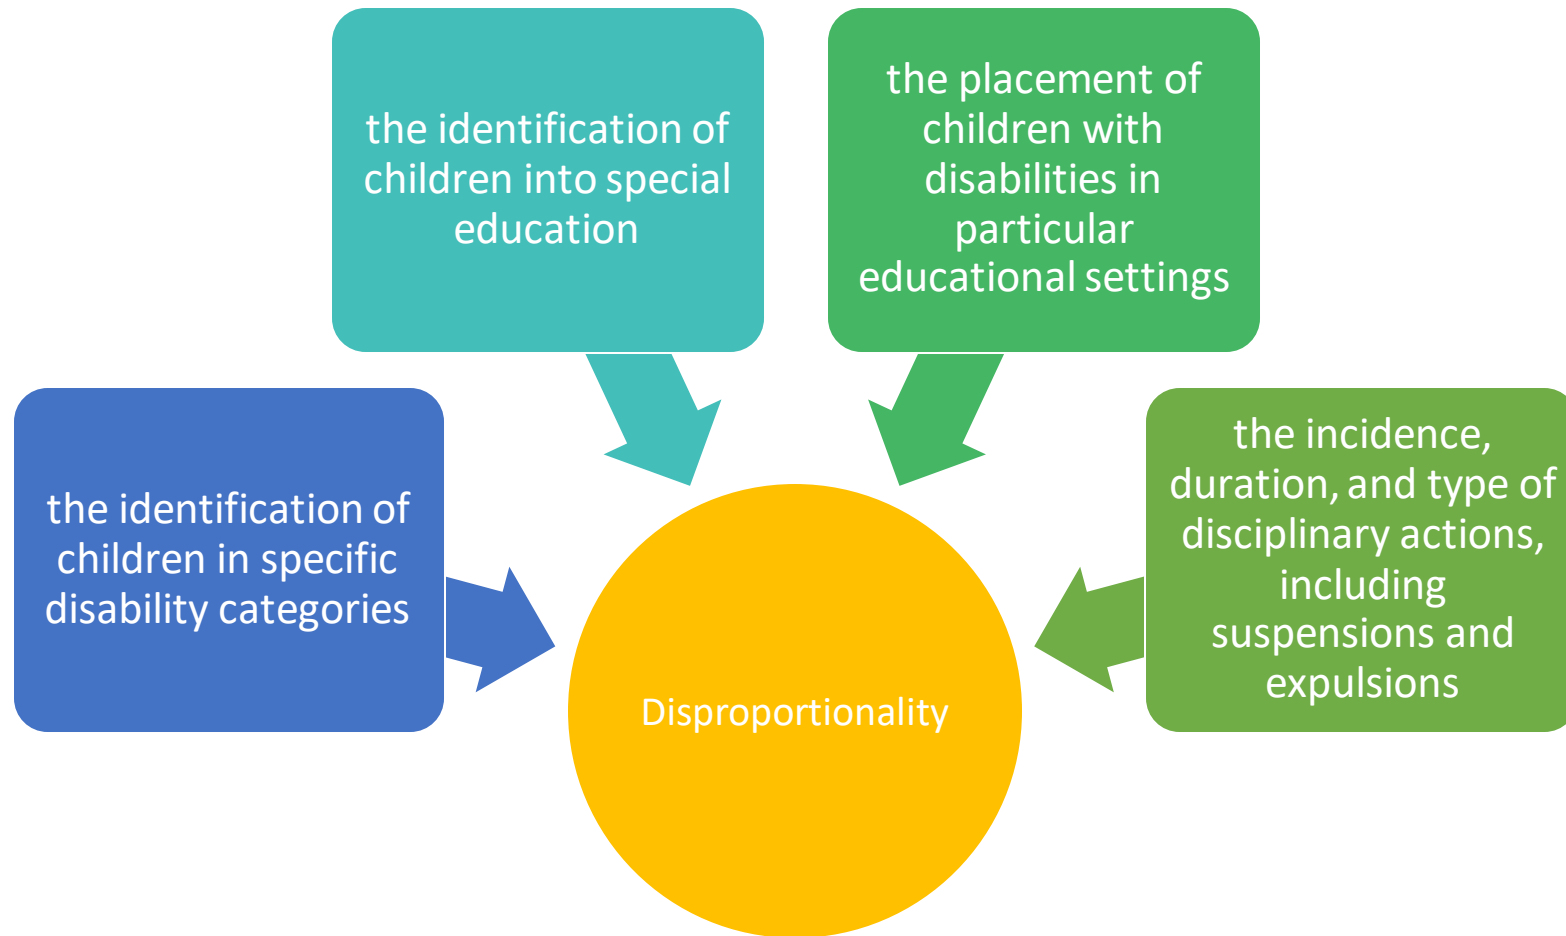 the identification of
children in specific
disability categories
the identification of
children into special
education
the placement of
children with
disabilities in
particular
educational settings
the incidence,
duration, and type of
disciplinary actions,
including
suspensions and
expulsions
Disproportionality